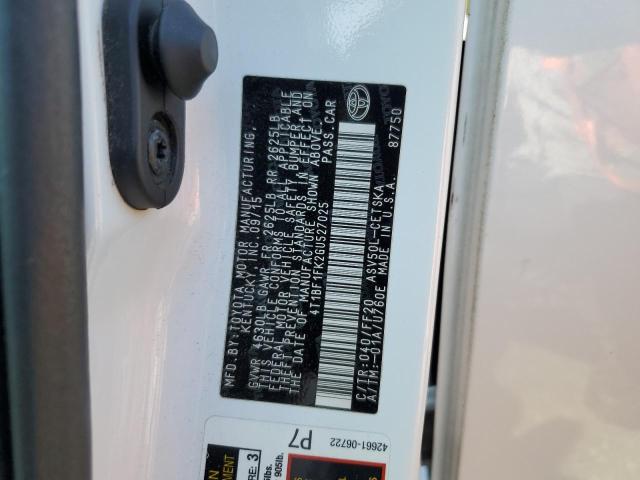 MFD.BY:TOYOTA MOTOR MANUFACTURING,
KENTUCKY, INC. 09/15
GVWR 4630LB GAWR FR 2625LB RR 2625LB
THIS VEHICLE CONFORMS TO ALL APPLICABLE
FEDERAL MOTOR VEHICLE SAFETY, BUMPER, AND
THEFT PREVENTION STANDARDS IN EFFECT ON
THE DATE OF MANUFACTURE SHOWN ABOVE.
4T1BF1FK2GU527025 PASS.CAR
C/TR:040/FF20 ASV50L-CETSKA
A/TM:-01A/U760E MADE IN U.S.A. 87750
P7 42661-06722
905lb.